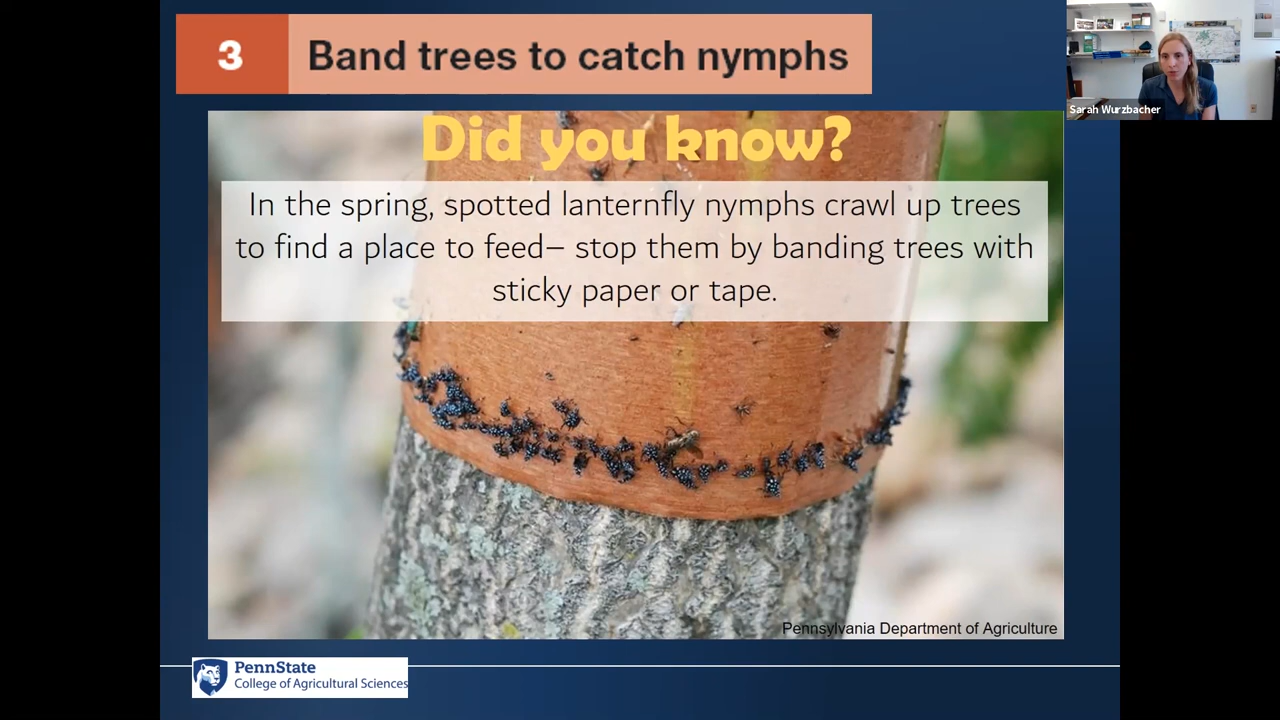 3 Band trees to catch nymphs
Sarah Wurzbacher
Did you know?
In the spring, spotted lanternfly nymphs crawl up trees
to find a place to feed– stop them by banding trees with
sticky paper or tape.
Pennsylvania Department of Agriculture
PennState
College of Agricultural Sciences